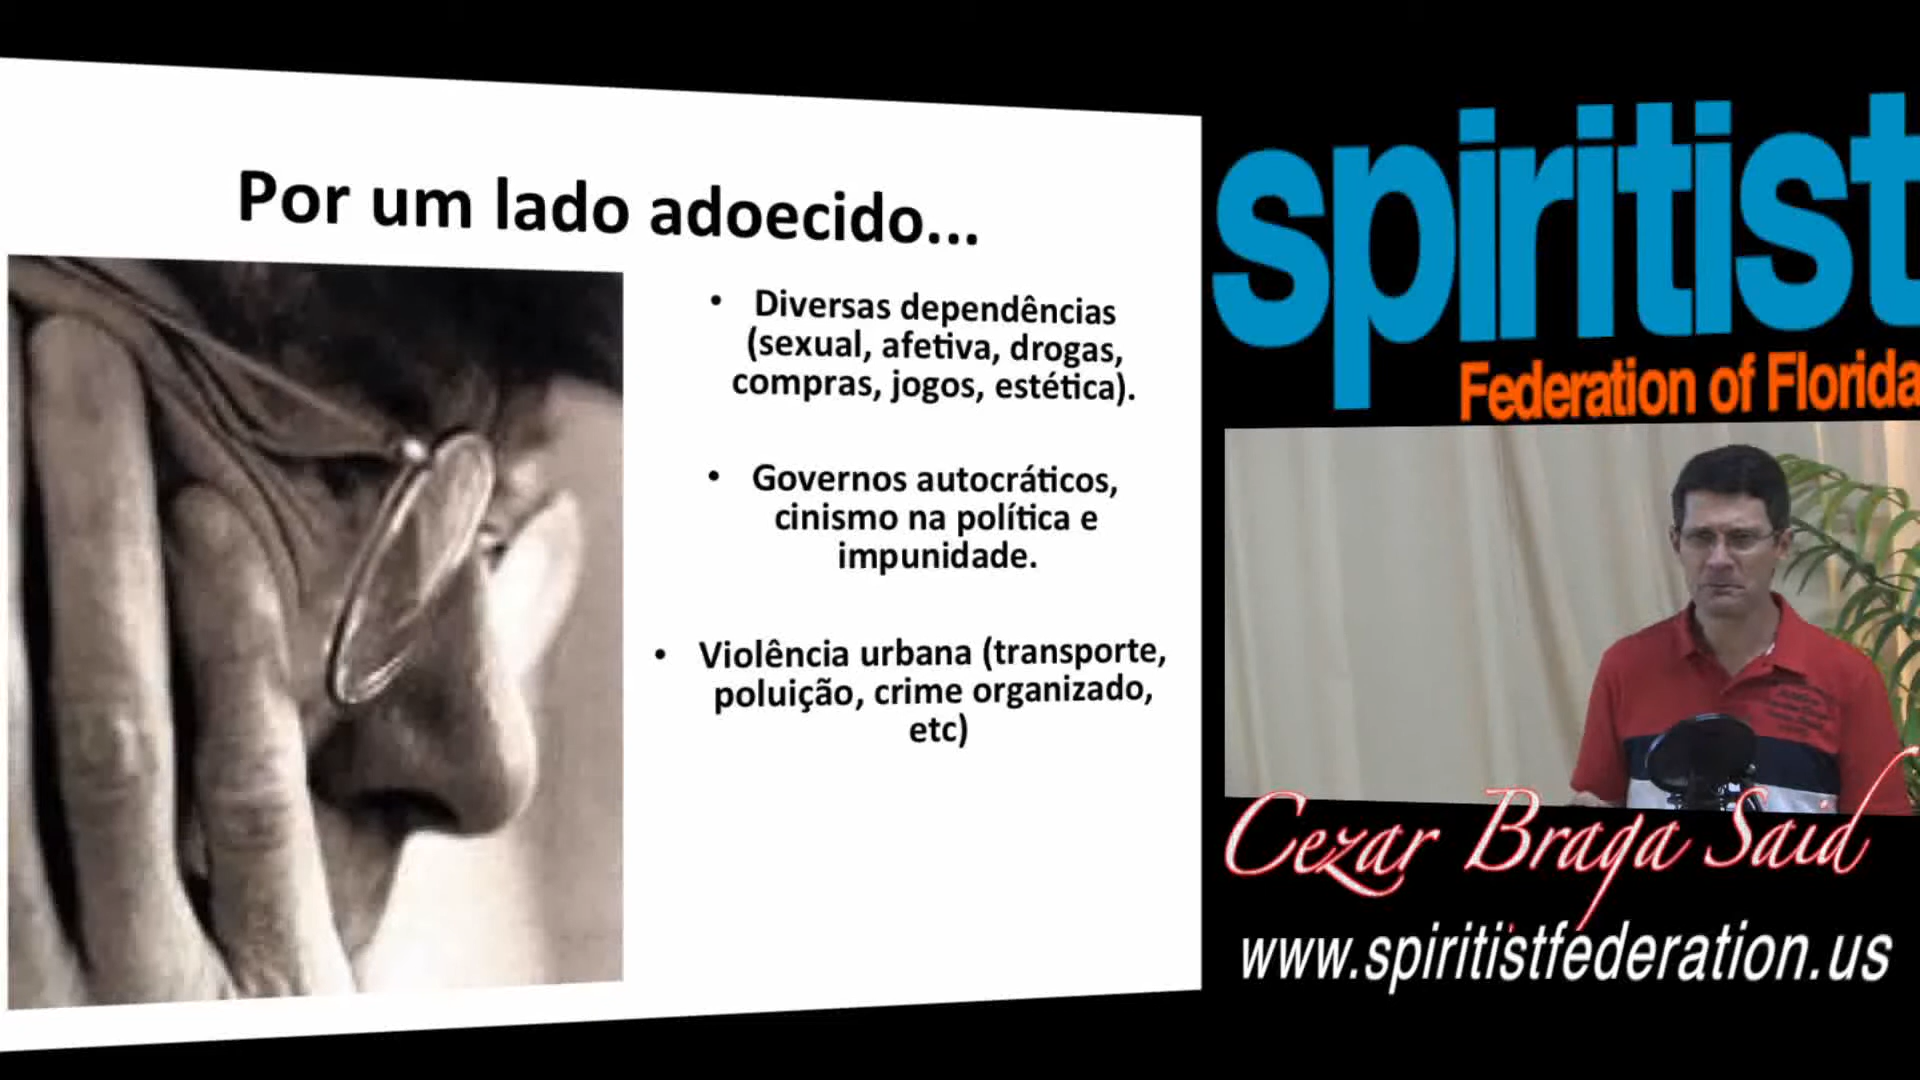 Por um lado adoecido...
• Diversas dependências
(sexual, afetiva, drogas,
compras, jogos, estética).
• Governos autocráticos,
cinismo na política e
impunidade.
• Violência urbana (transporte,
poluição, crime organizado,
etc)
spiritist
Federation of Florida
Cezar Braga Said
www.spiritistfederation.us